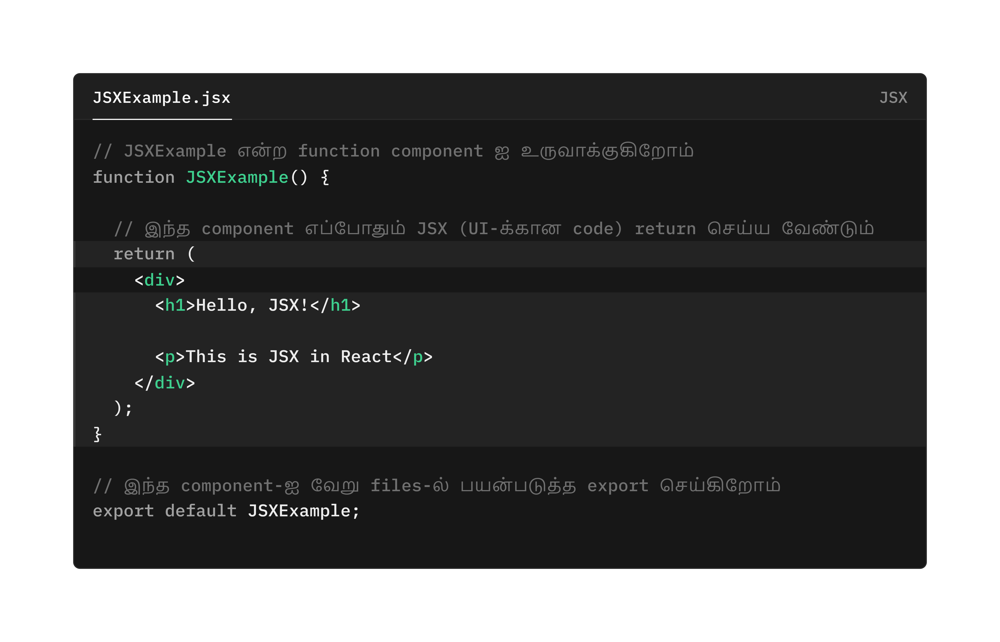 JSXExample.jsx
JSX
// JSXExample என்ற function component ஐ உருவாக்குகிறோம்
function JSXExample() {
  // இந்த component எப்போதும் JSX (UI-க்கான code) return செய்ய வேண்டும்
  return (
    <div>
      <h1>Hello, JSX!</h1>
      <p>This is JSX in React</p>
    </div>
  );
}
// இந்த component-ஐ வேறு files-ல் பயன்படுத்த export செய்கிறோம்
export default JSXExample;